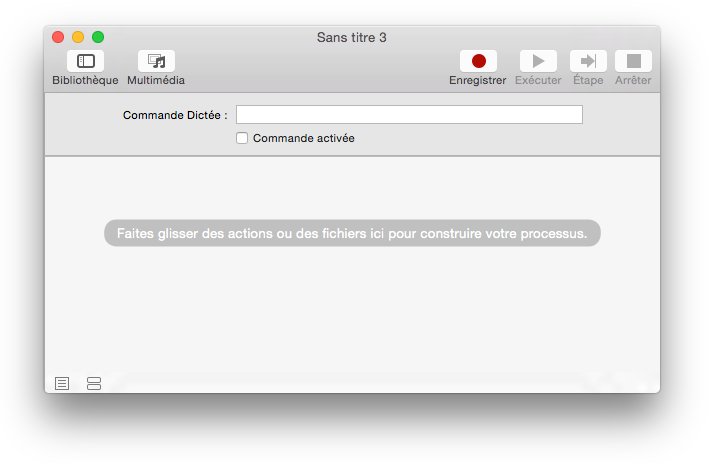 Sans titre 3
Bibliothèque Multimédia Enregistrer Exécuter Étape Arrêter
Commande Dictée :
Commande activée
Faites glisser des actions ou des fichiers ici pour construire votre processus.